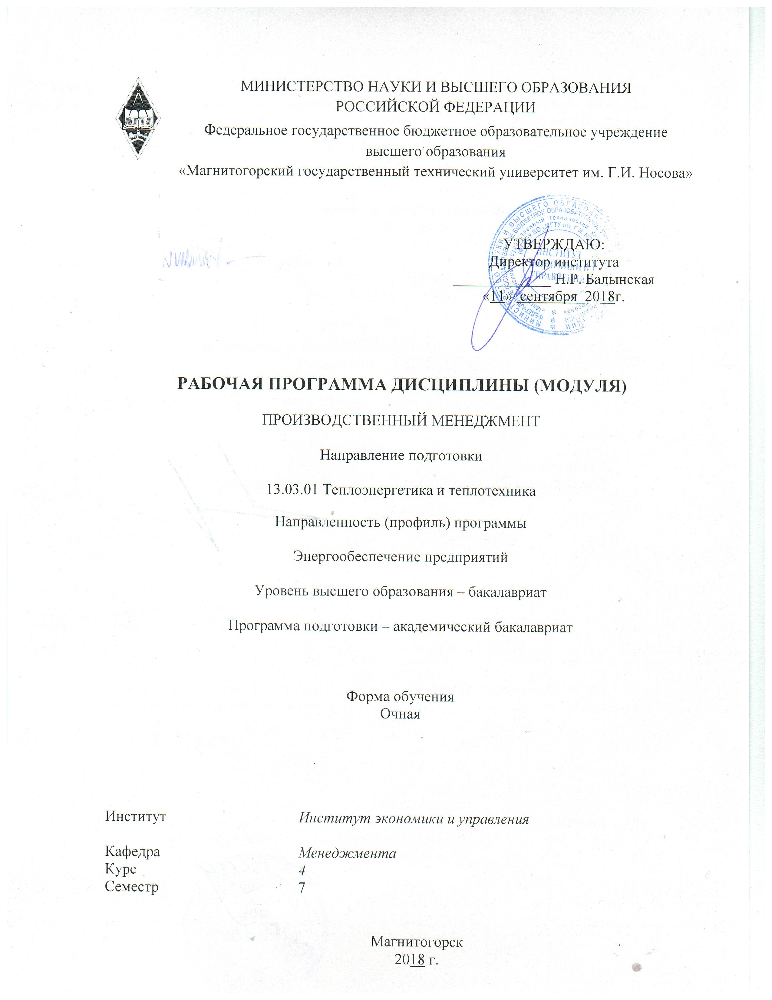 МИНИСТЕРСТВО НАУКИ И ВЫСШЕГО ОБРАЗОВАНИЯ
РОССИЙСКОЙ ФЕДЕРАЦИИ
Федеральное государственное бюджетное образовательное учреждение
высшего образования
«Магнитогорский государственный технический университет им. Г.И. Носова»
МГТУ
УТВЕРЖДАЮ:
Директор института
Н.Р. Балынская
«11» сентября 2018г.
ИНСТИТУТ
УПРАВЛЕНИЯ
РАБОЧАЯ ПРОГРАММА ДИСЦИПЛИНЫ (МОДУЛЯ)
ПРОИЗВОДСТВЕННЫЙ МЕНЕДЖМЕНТ
Направление подготовки
13.03.01 Теплоэнергетика и теплотехника
Направленность (профиль) программы
Энергообеспечение предприятий
Уровень высшего образования – бакалавриат
Программа подготовки – академический бакалавриат
Форма обучения
Очная
Институт Институт экономики и управления
Кафедра Менеджмента
Курс 4
Семестр 7
Магнитогорск
2018 г.